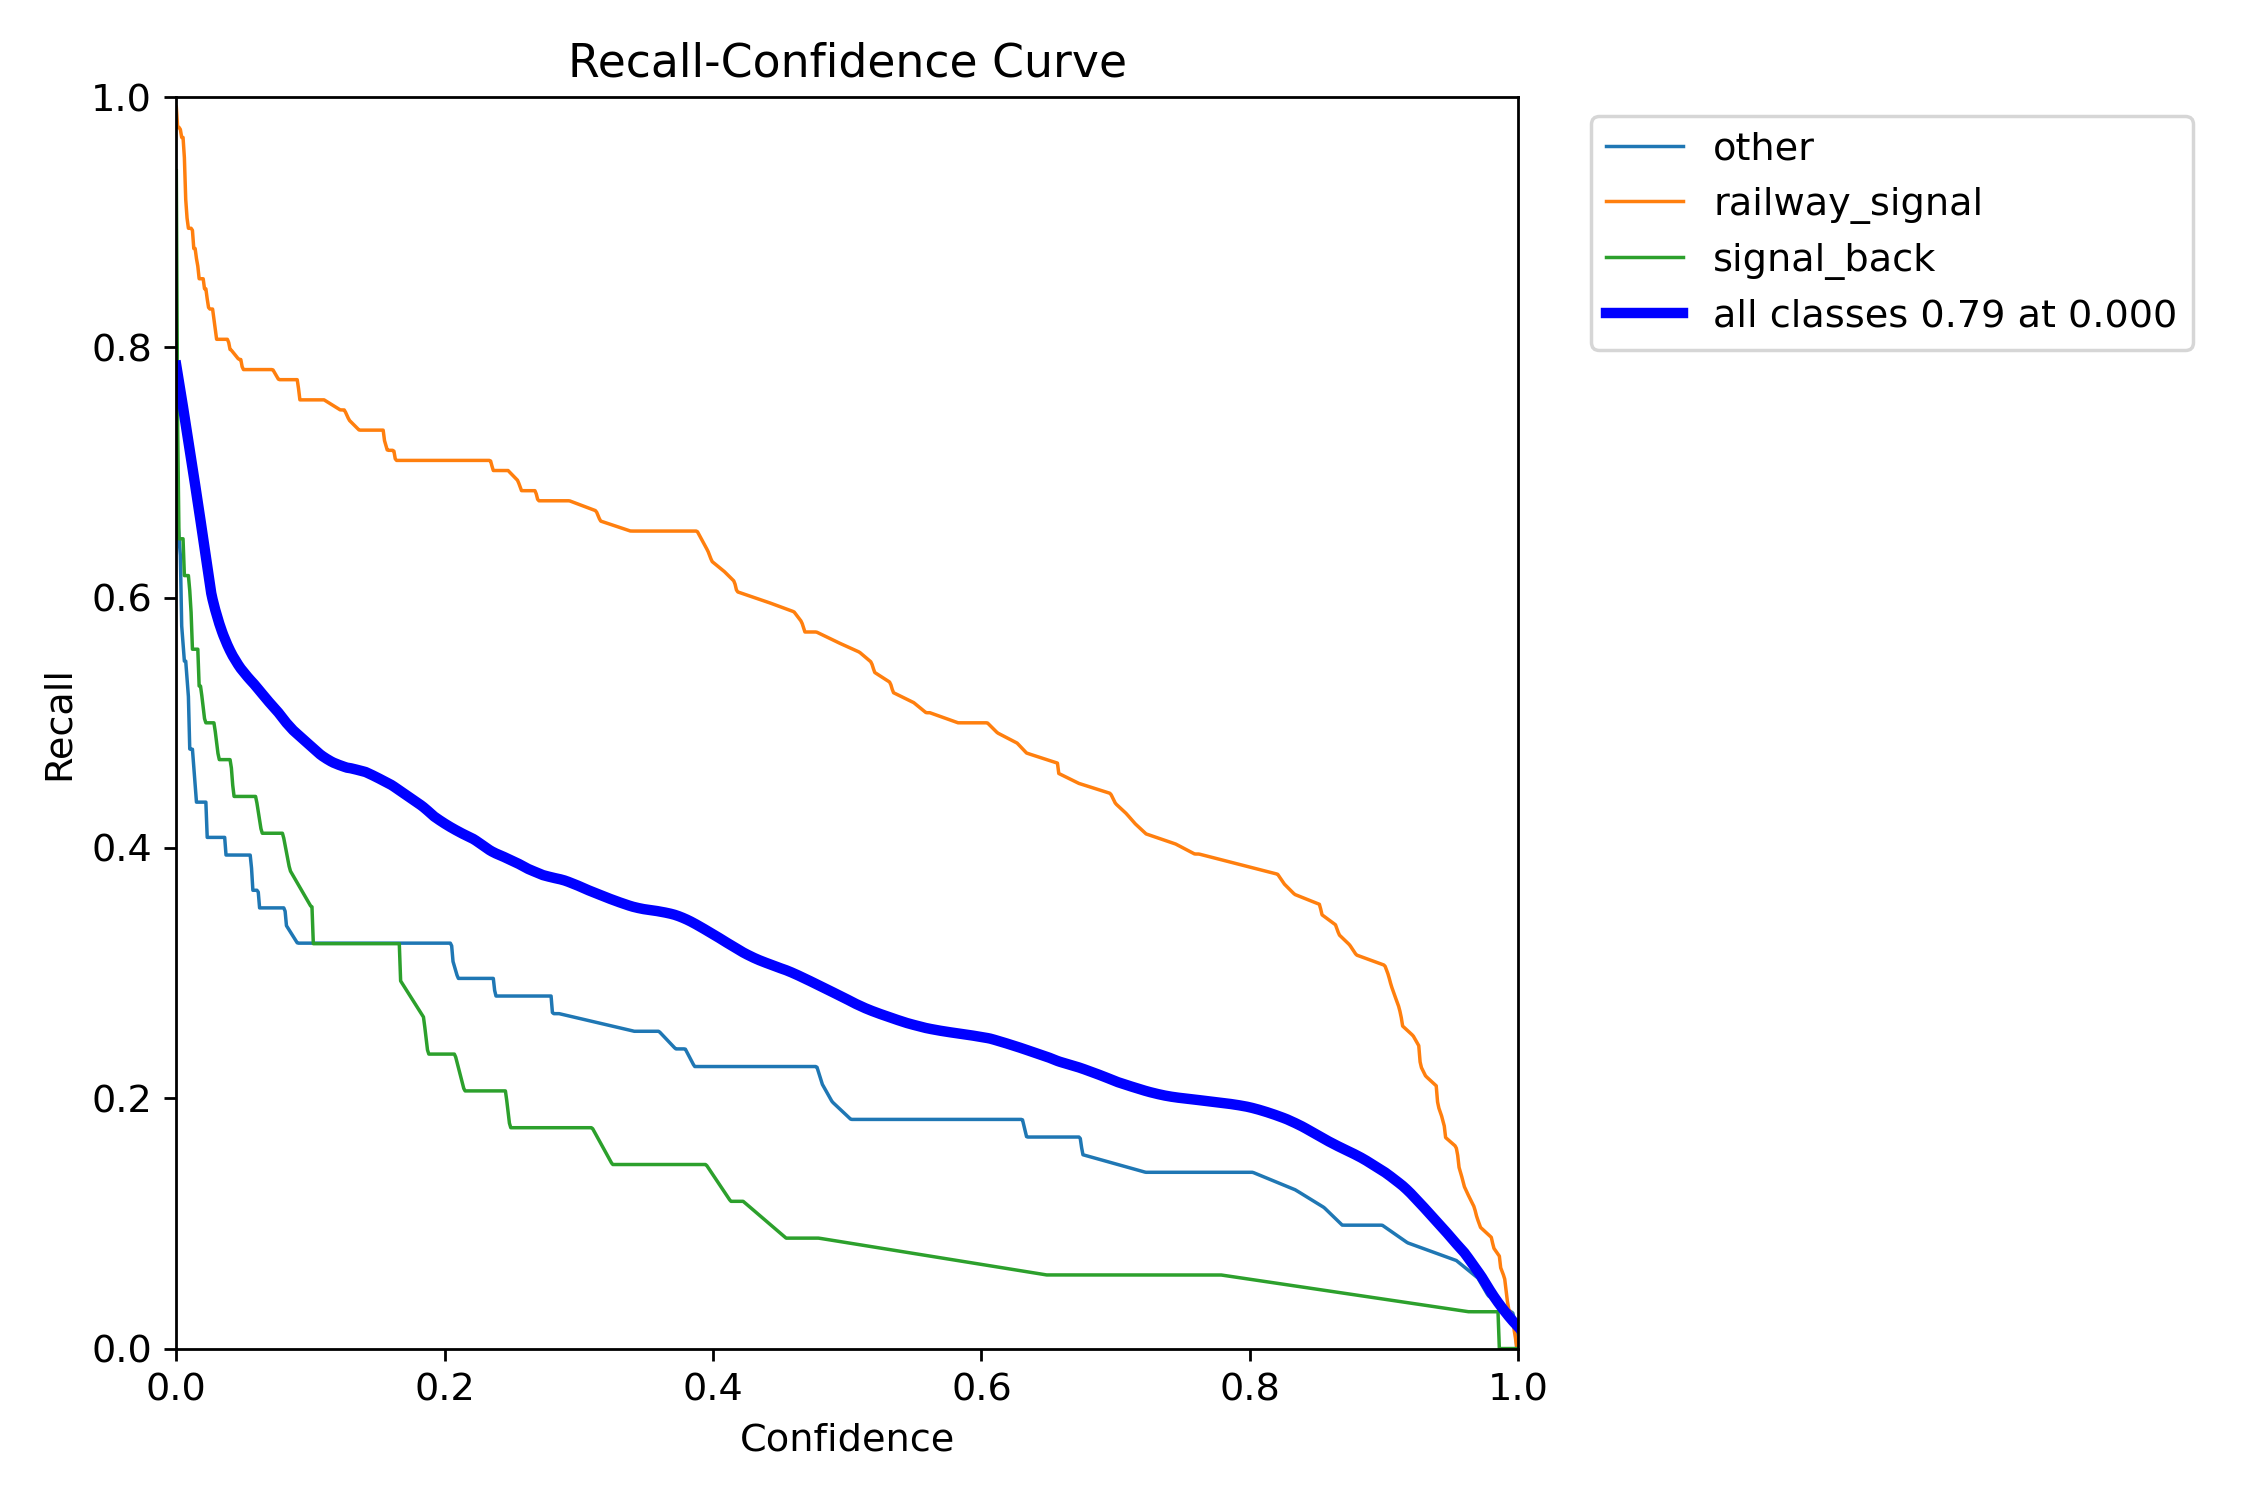 Recall-Confidence Curve
1.0
0.8
0.6
0.4
0.2
0.0
Recall
0.0 0.2 0.4 0.6 0.8 1.0
Confidence
other
railway_signal
signal_back
all classes 0.79 at 0.000